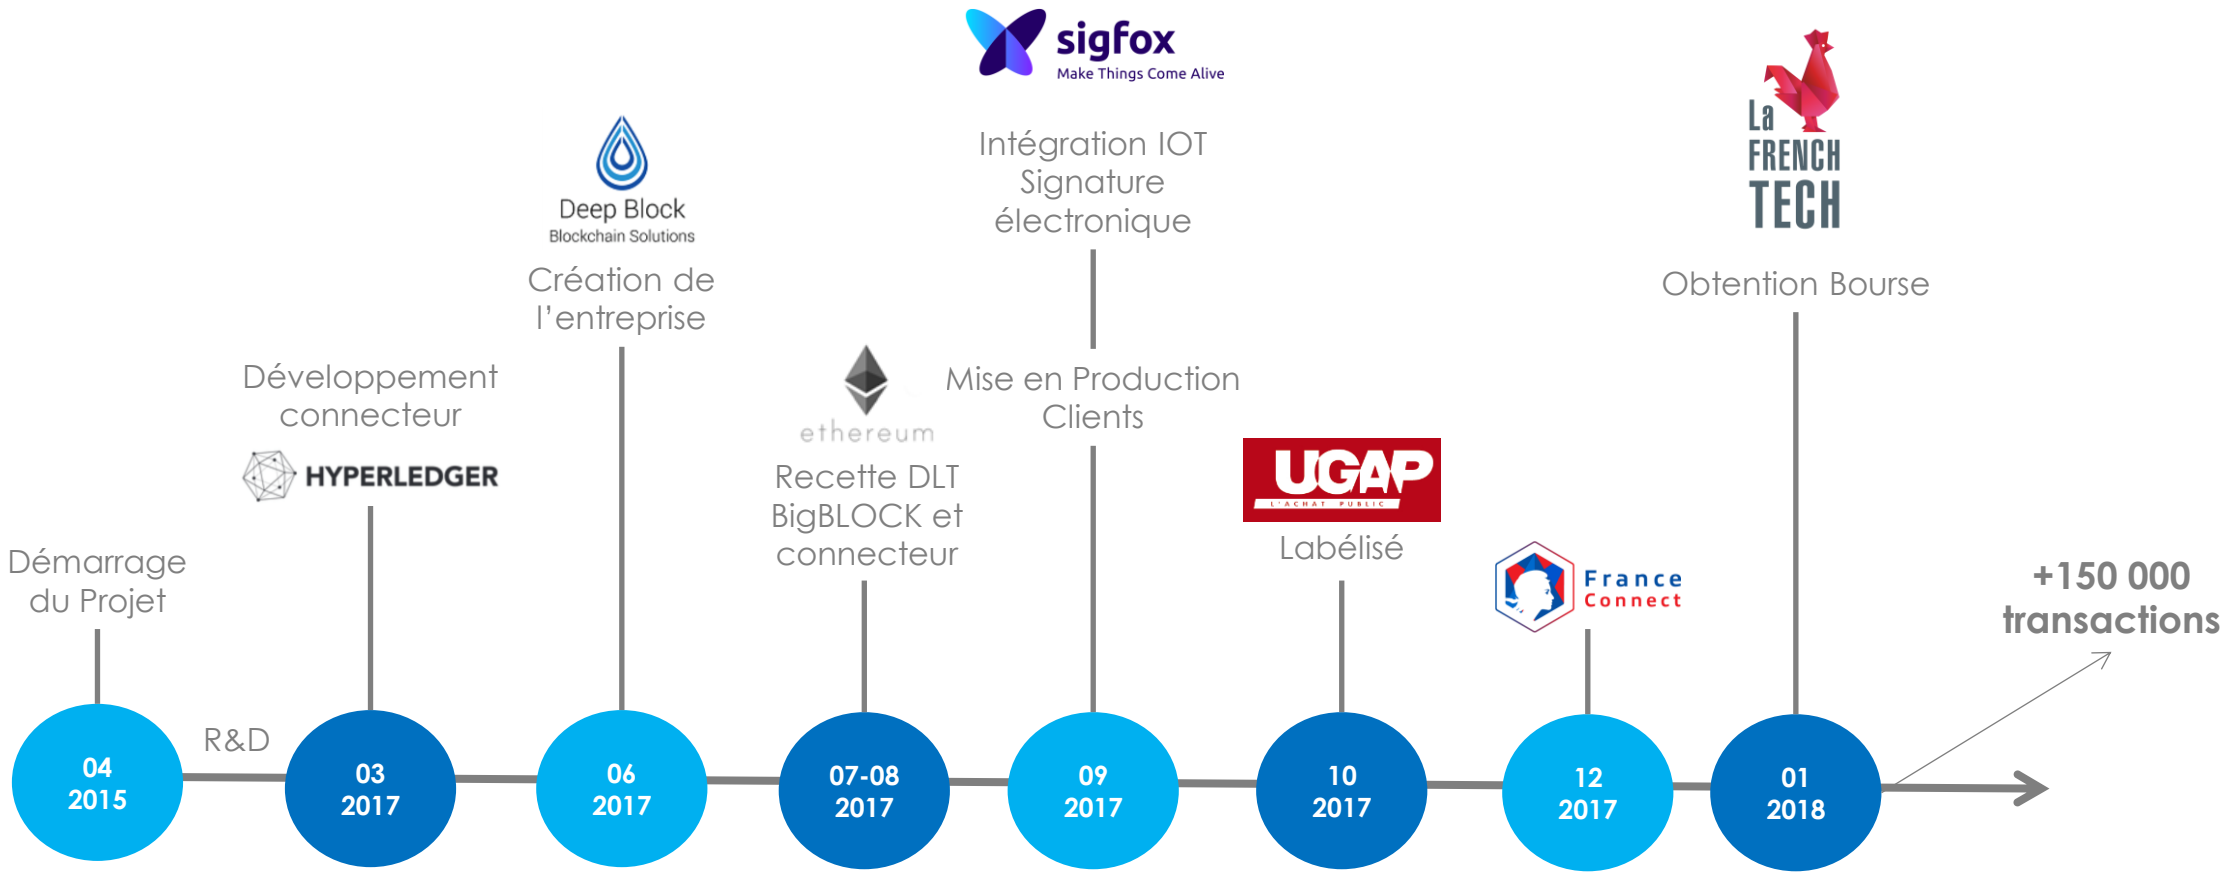 Démarrage
du Projet
04
2015
R&D
Développement
connecteur
HYPERLEDGER
03
2017
Deep Block
Blockchain Solutions
Création de
l’entreprise
06
2017
ethereum
Recette DLT
BigBLOCK et
connecteur
07-08
2017
sigfox
Make Things Come Alive
Intégration IOT
Signature
électronique
Mise en Production
Clients
09
2017
UGAP
L'ACHAT PUBLIC
Labélisé
10
2017
France
Connect
12
2017
La
FRENCH
TECH
Obtention Bourse
01
2018
+150 000
transactions